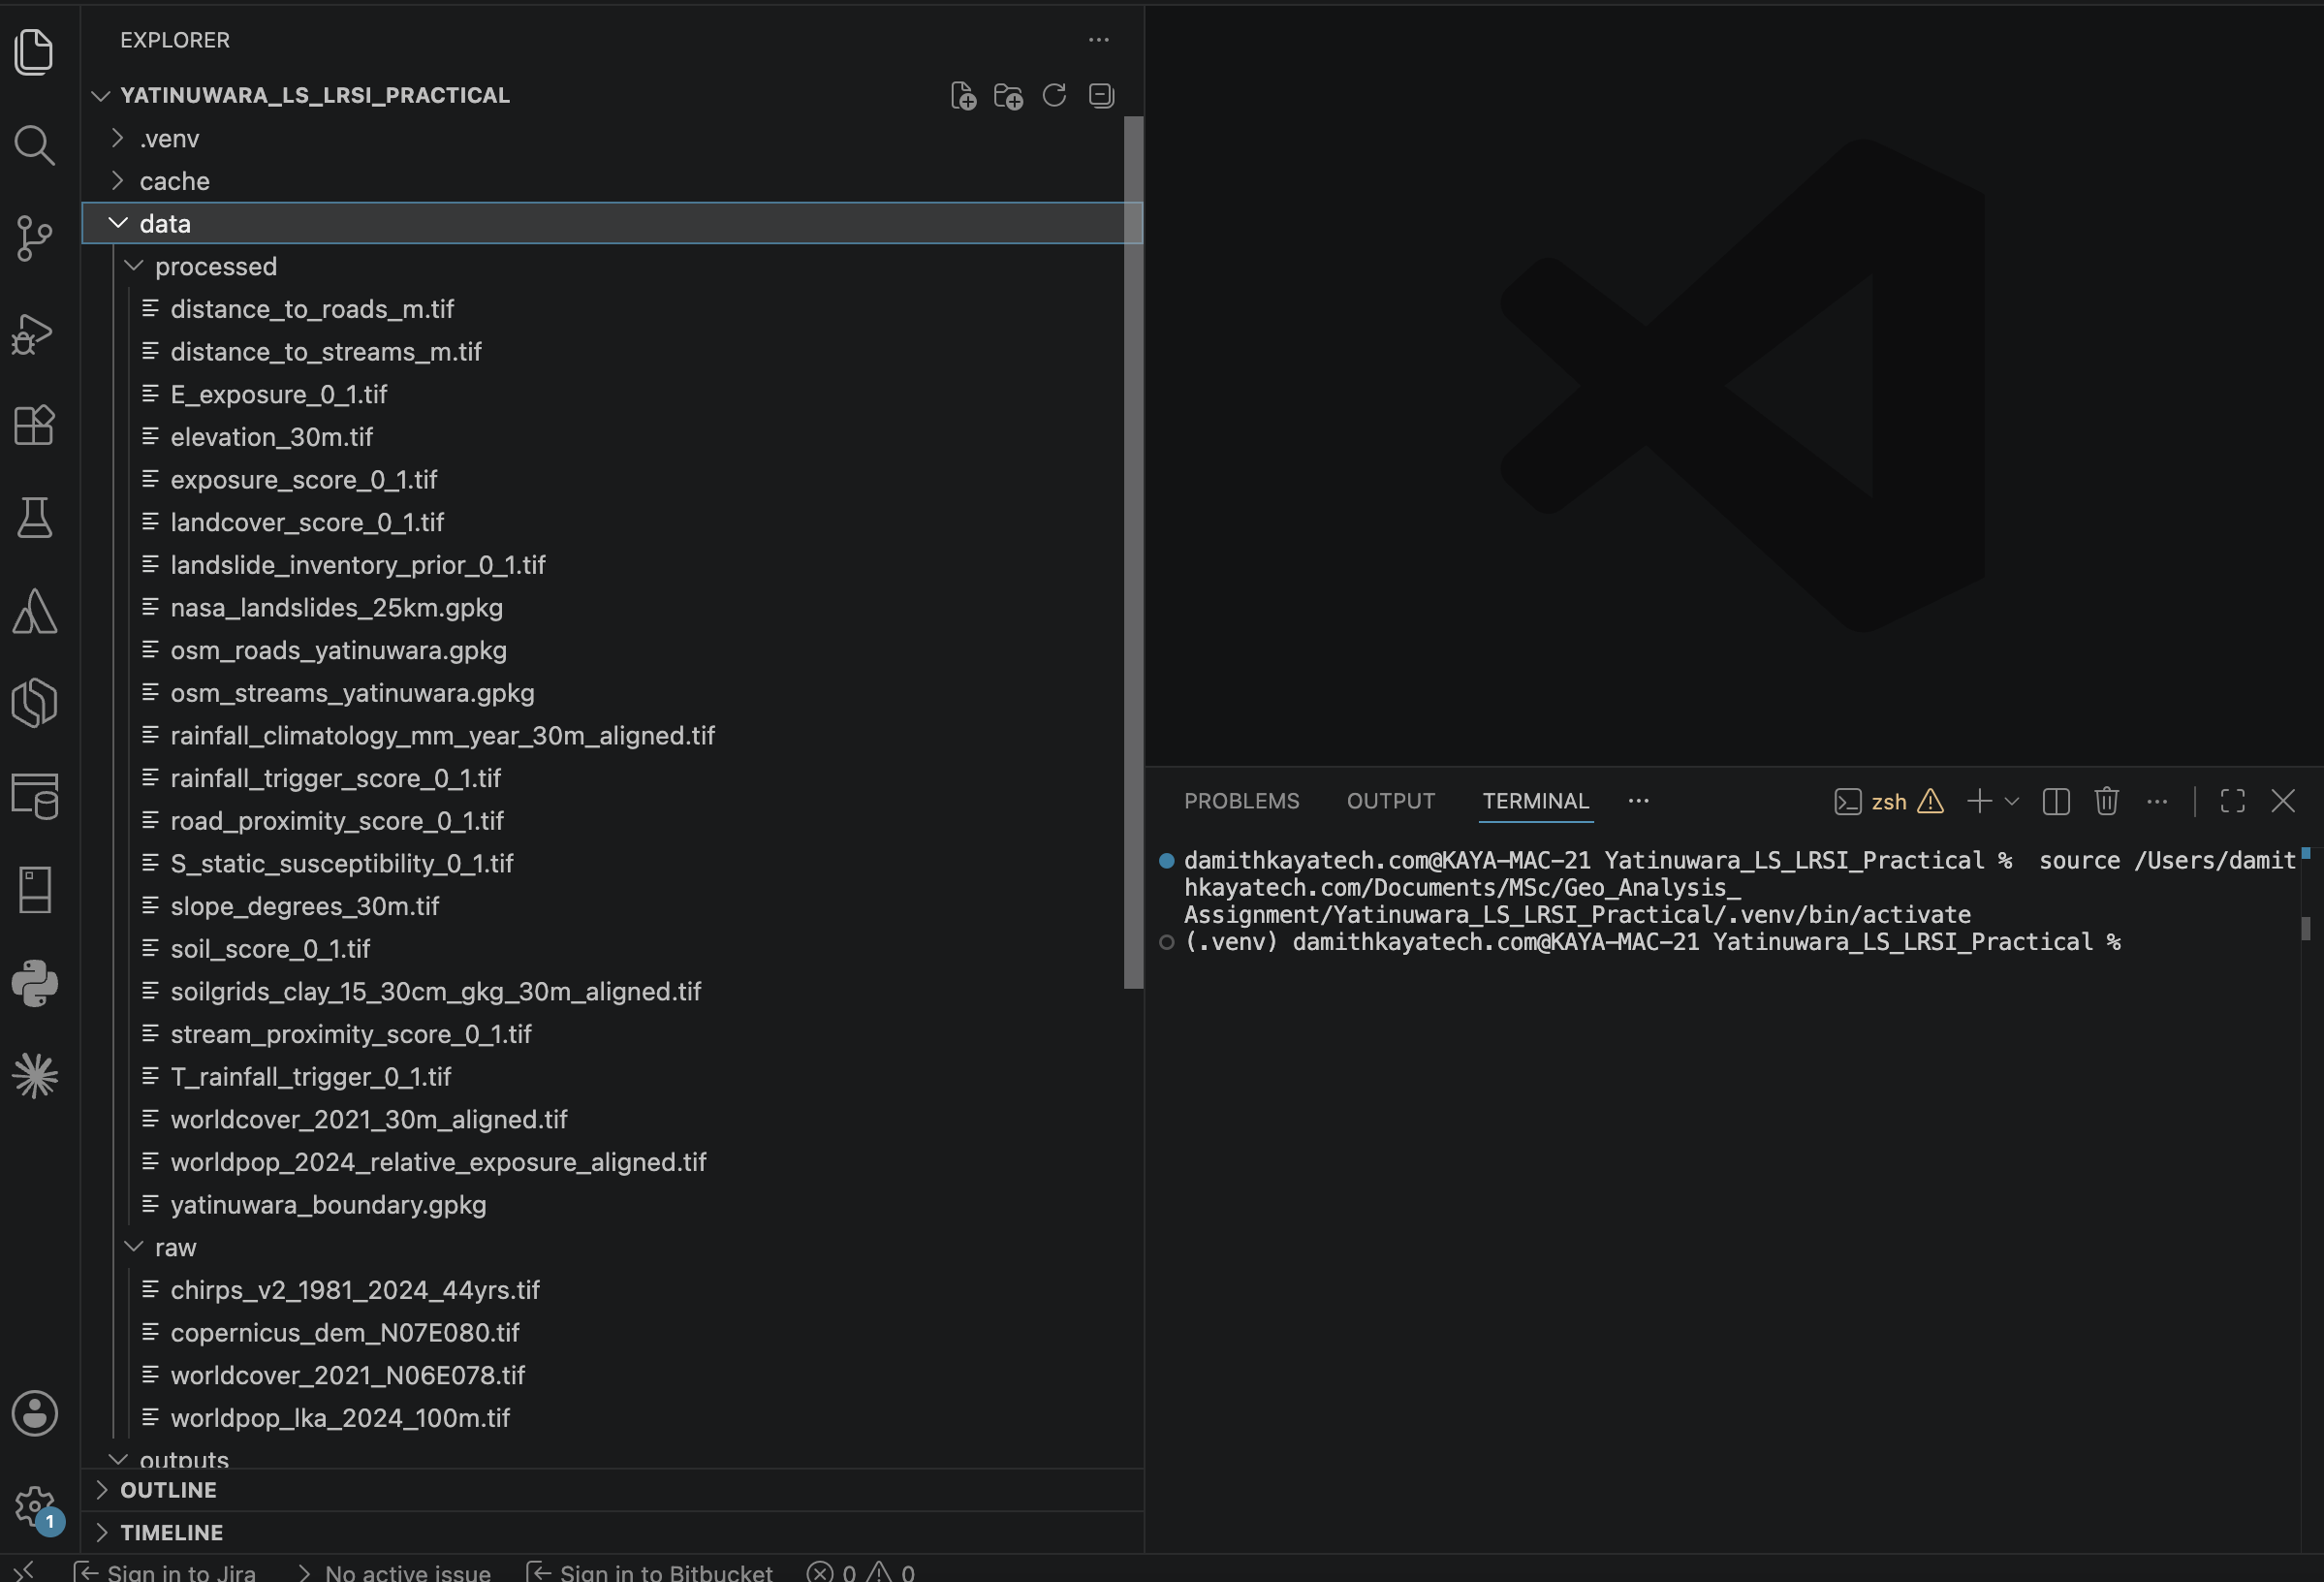 EXPLORER
YATINUWARA_LS_LRSI_PRACTICAL
.venv
cache
data
processed
distance_to_roads_m.tif
distance_to_streams_m.tif
E_exposure_0_1.tif
elevation_30m.tif
exposure_score_0_1.tif
landcover_score_0_1.tif
landslide_inventory_prior_0_1.tif
nasa_landslides_25km.gpkg
osm_roads_yatinuwara.gpkg
osm_streams_yatinuwara.gpkg
rainfall_climatology_mm_year_30m_aligned.tif
rainfall_trigger_score_0_1.tif
road_proximity_score_0_1.tif
S_static_susceptibility_0_1.tif
slope_degrees_30m.tif
soil_score_0_1.tif
soilgrids_clay_15_30cm_gkg_30m_aligned.tif
stream_proximity_score_0_1.tif
T_rainfall_trigger_0_1.tif
worldcover_2021_30m_aligned.tif
worldpop_2024_relative_exposure_aligned.tif
yatinuwara_boundary.gpkg
raw
chirps_v2_1981_2024_44yrs.tif
copernicus_dem_N07E080.tif
worldcover_2021_N06E078.tif
worldpop_lka_2024_100m.tif
outputs
OUTLINE
TIMELINE
1
PROBLEMS OUTPUT TERMINAL zsh
damithkayatech.com@KAYA-MAC-21 Yatinuwara_LS_LRSI_Practical %  source /Users/damit
hkayatech.com/Documents/MSc/Geo_Analysis_
Assignment/Yatinuwara_LS_LRSI_Practical/.venv/bin/activate
(.venv) damithkayatech.com@KAYA-MAC-21 Yatinuwara_LS_LRSI_Practical %
Sign in to Jira No active issue Sign in to Bitbucket 0 0